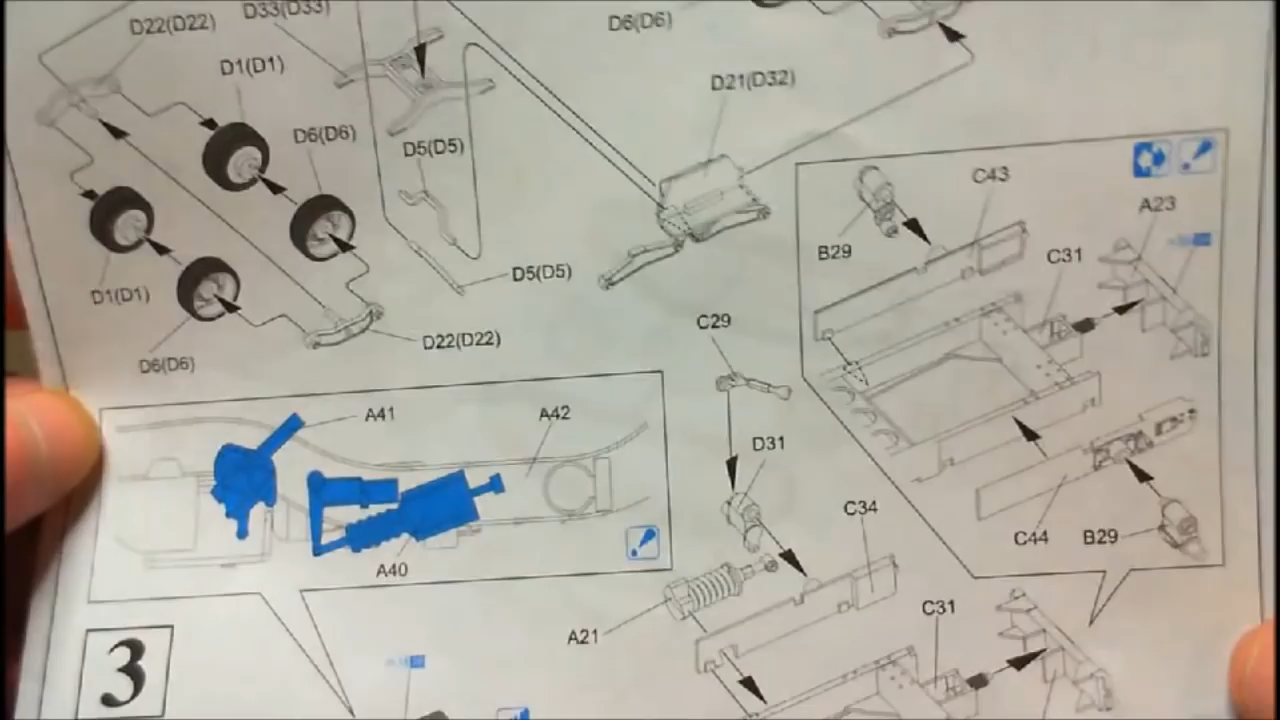 D22(D22)
D33(D33)
D6(D6)
D1(D1)
D21(D32)
D6(D6)
D5(D5)
C43
A23
B29
C31
D5(D5)
D1(D1)
C29
D22(D22)
D6(D6)
A41
A42
D31
C34
C44
B29
A40
C31
A21
3